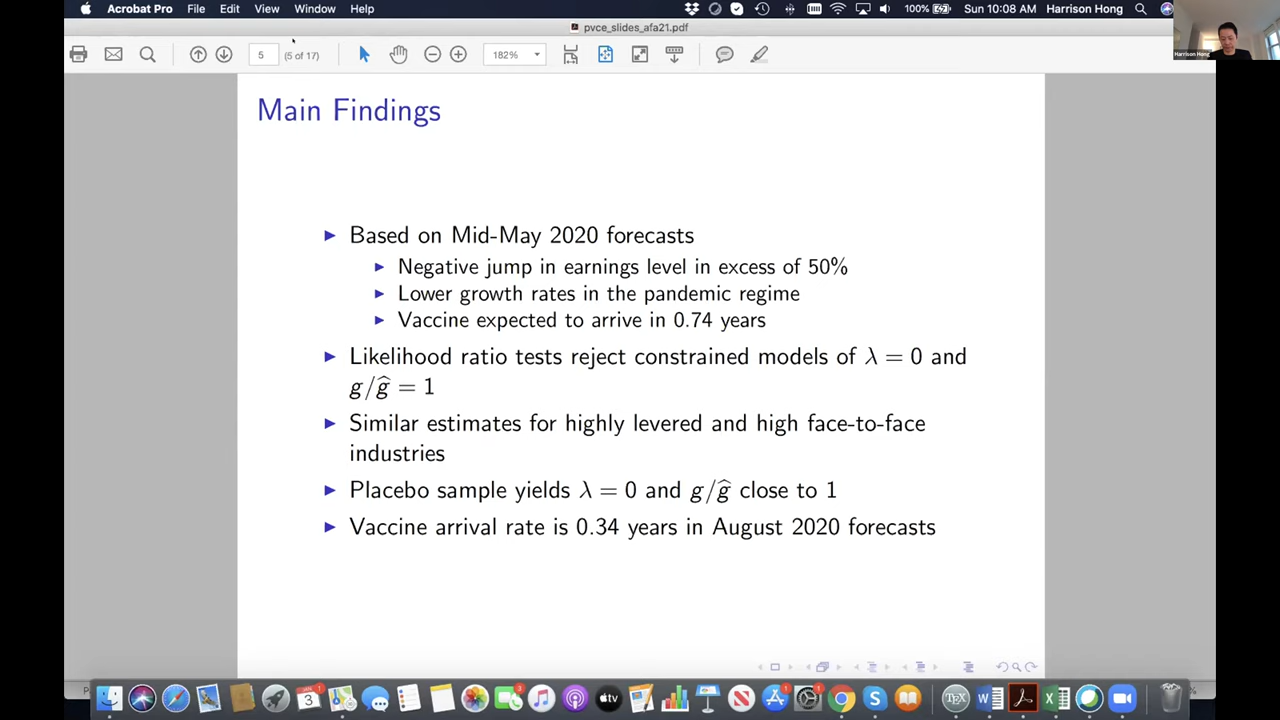 Acrobat Pro File Edit View Window Help
100% Sun 10:08 AM Harrison Hong
pvce_slides_afa21.pdf
Harrison Hong
5 (5 of 17) 182%
Main Findings
Based on Mid-May 2020 forecasts
Negative jump in earnings level in excess of 50%
Lower growth rates in the pandemic regime
Vaccine expected to arrive in 0.74 years
Likelihood ratio tests reject constrained models of λ = 0 and
g/ĝ = 1
Similar estimates for highly levered and high face-to-face
industries
Placebo sample yields λ = 0 and g/ĝ close to 1
Vaccine arrival rate is 0.34 years in August 2020 forecasts